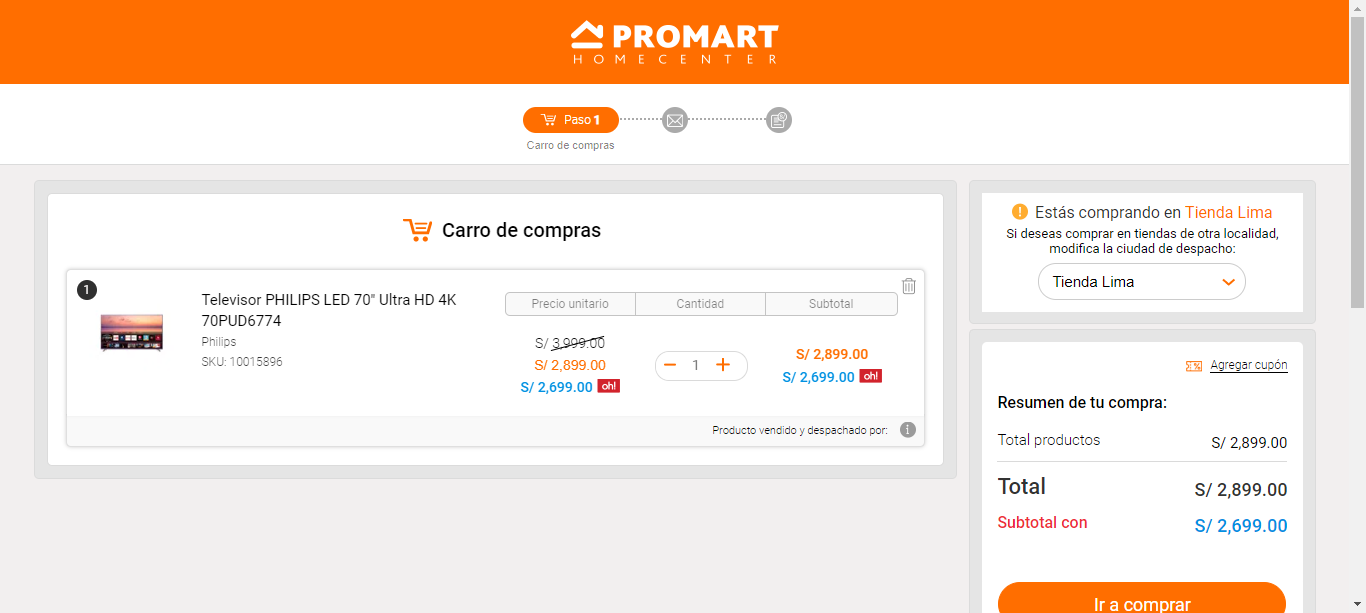 PROMART
HOMECENTER
Paso 1
Carro de compras
Carro de compras
1
Televisor PHILIPS LED 70" Ultra HD 4K
70PUD6774
Philips
SKU: 10015896
Precio unitario Cantidad Subtotal
S/ 3,999.00
S/ 2,899.00
S/ 2,699.00 oh!
− 1 +
S/ 2,899.00
S/ 2,699.00 oh!
Producto vendido y despachado por: i
! Estás comprando en Tienda Lima
Si deseas comprar en tiendas de otra localidad,
modifica la ciudad de despacho:
Tienda Lima
Agregar cupón
Resumen de tu compra:
Total productos S/ 2,899.00
Total S/ 2,899.00
Subtotal con S/ 2,699.00
Ir a comprar